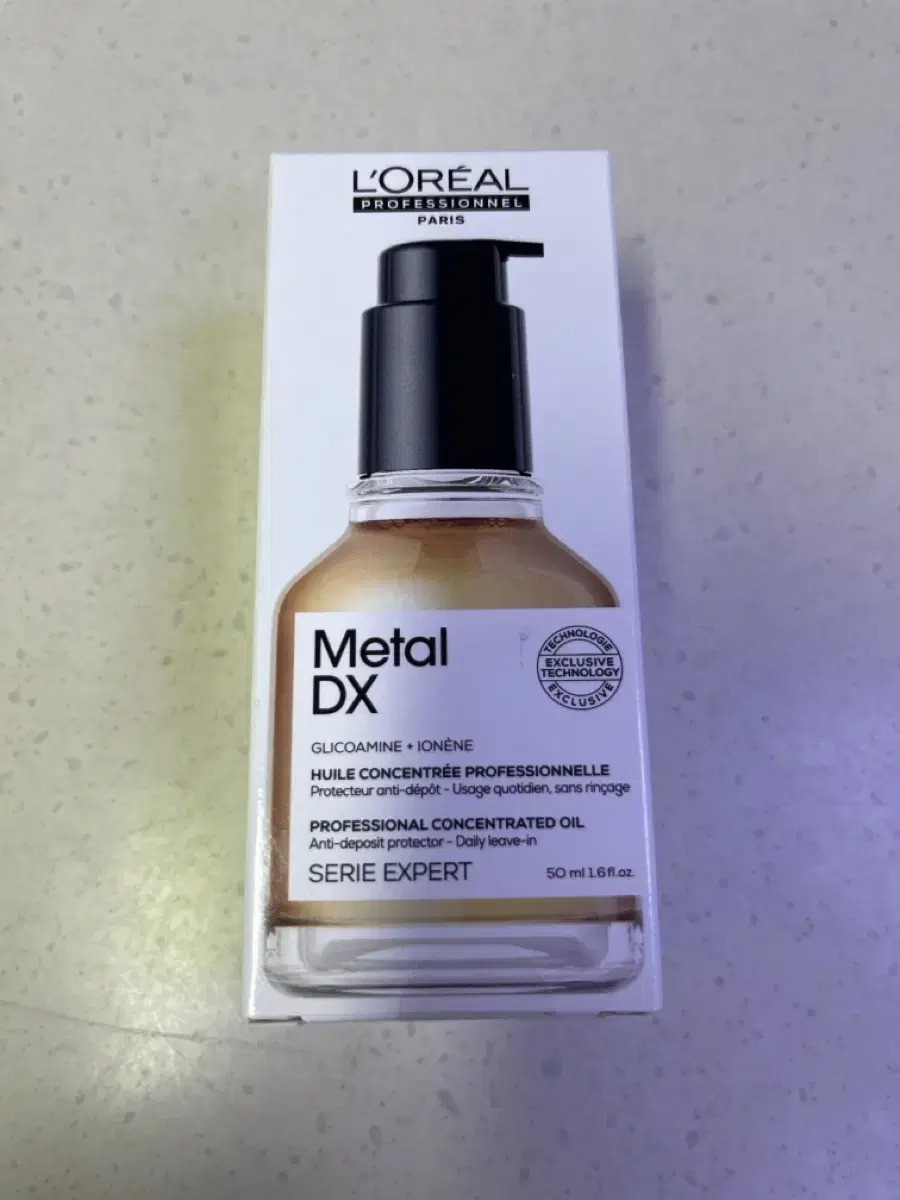 L'ORÉAL
PROFESSIONNEL
PARIS
Metal
DX
TECHNOLOGIE
EXCLUSIVE
TECHNOLOGY
EXCLUSIVE
GLICOAMINE + IONÈNE
HUILE CONCENTRÉE PROFESSIONNELLE
Protecteur anti-dépôt - Usage quotidien, sans rinçage
PROFESSIONAL CONCENTRATED OIL
Anti-deposit protector - Daily leave-in
SERIE EXPERT
50 ml 1.6 fl.oz.